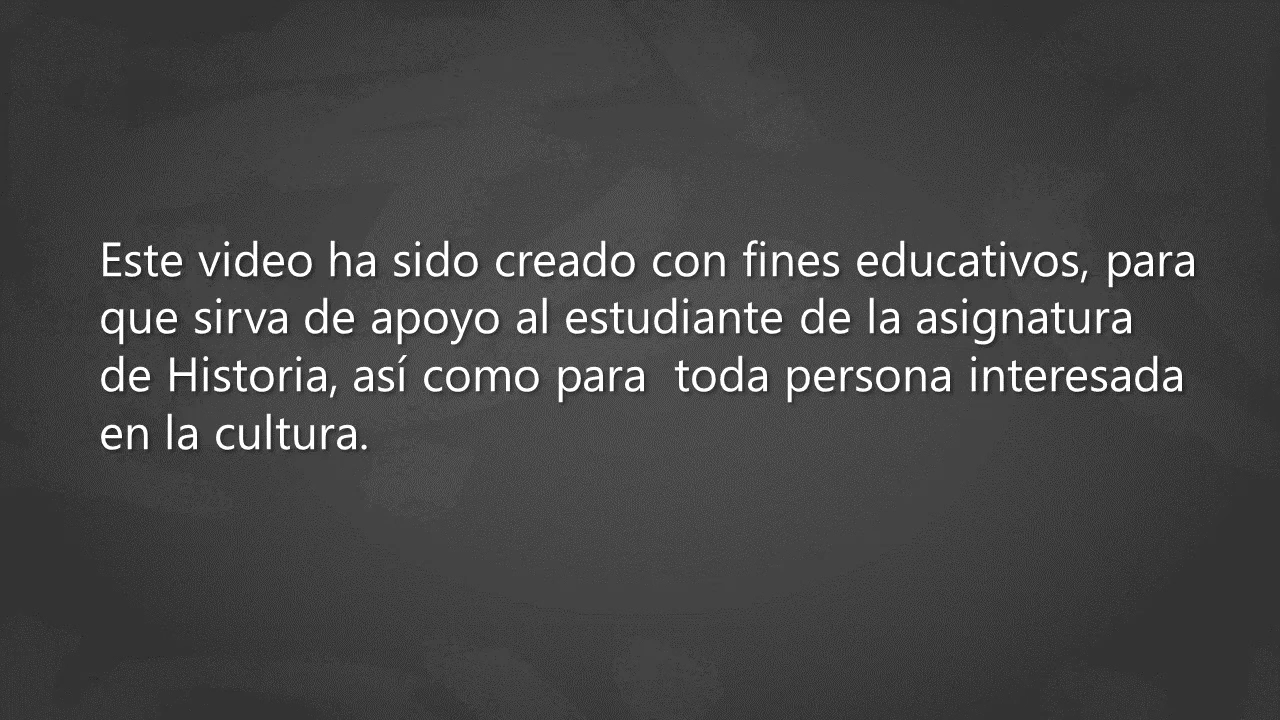 Este video ha sido creado con fines educativos, para
que sirva de apoyo al estudiante de la asignatura
de Historia, así como para  toda persona interesada
en la cultura.